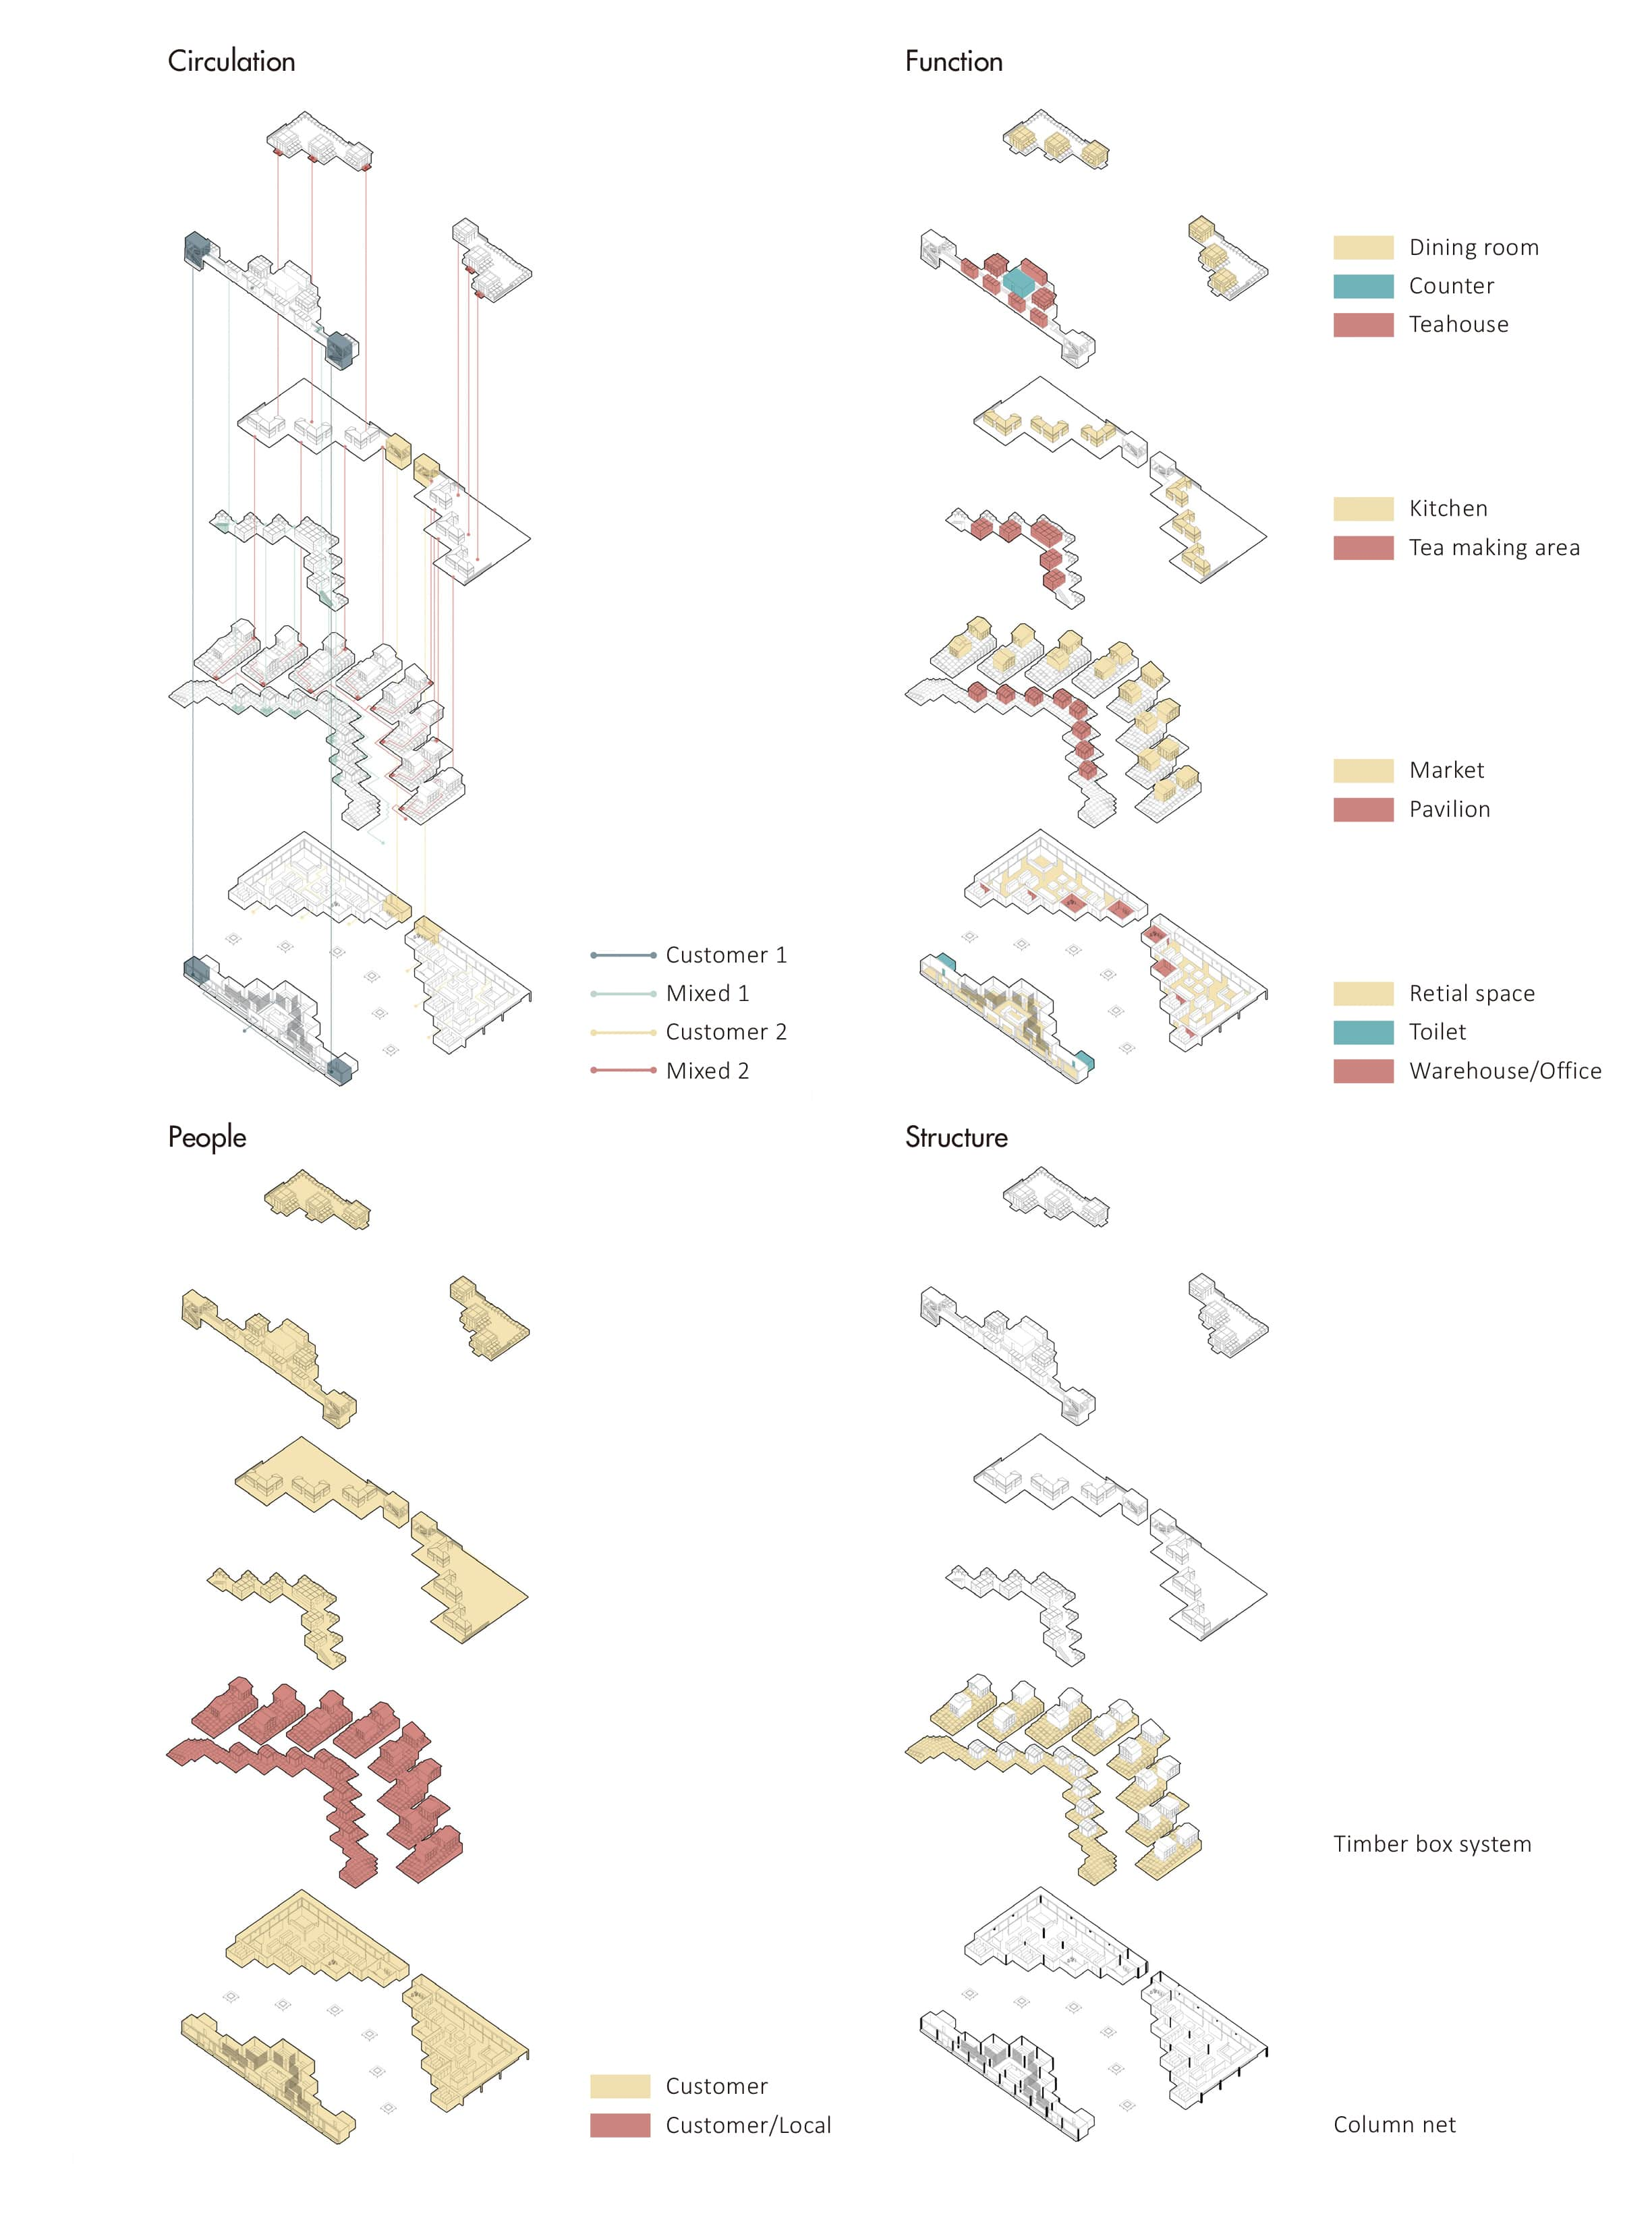 Circulation
Function
Dining room
Counter
Teahouse
Kitchen
Tea making area
Market
Pavilion
Customer 1
Mixed 1
Customer 2
Mixed 2
Retial space
Toilet
Warehouse/Office
People
Structure
Timber box system
Customer
Customer/Local
Column net